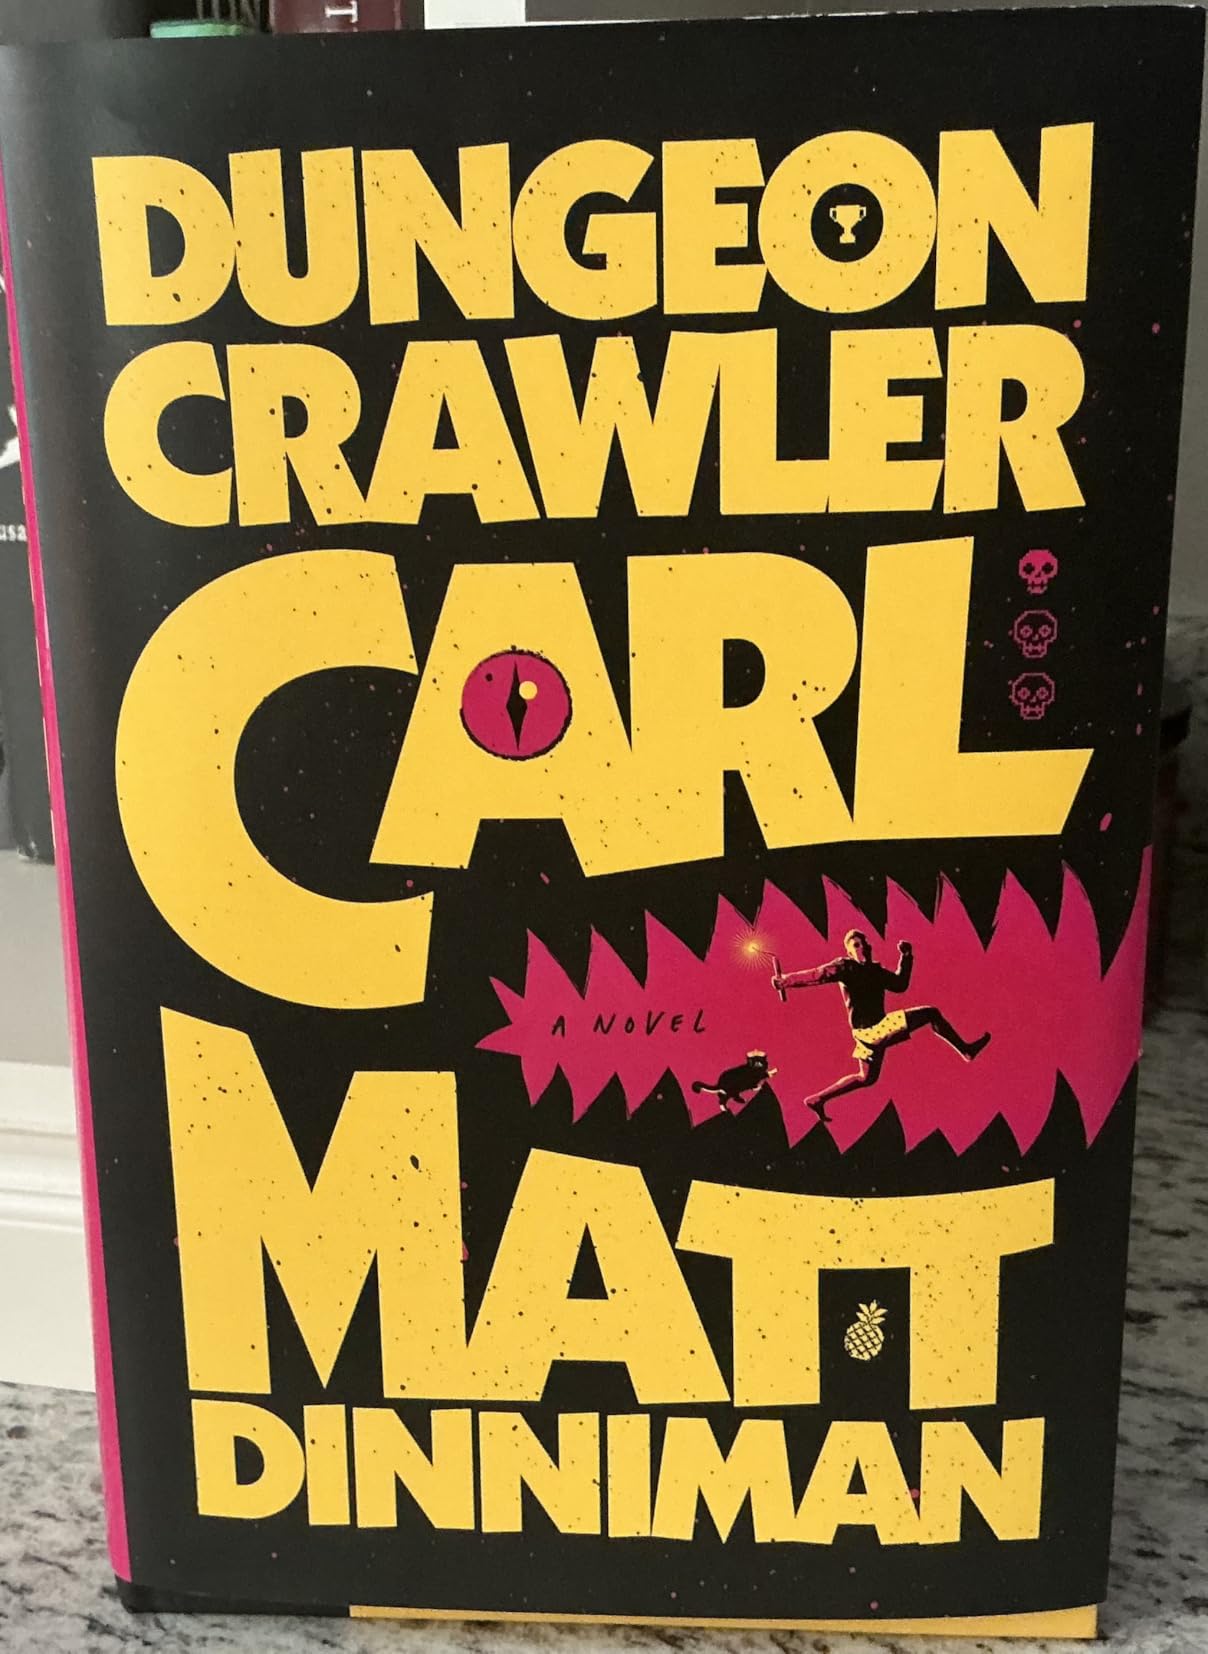 DUNGEON
CRAWLER
CARL
A NOVEL
MATT
DINNIMAN